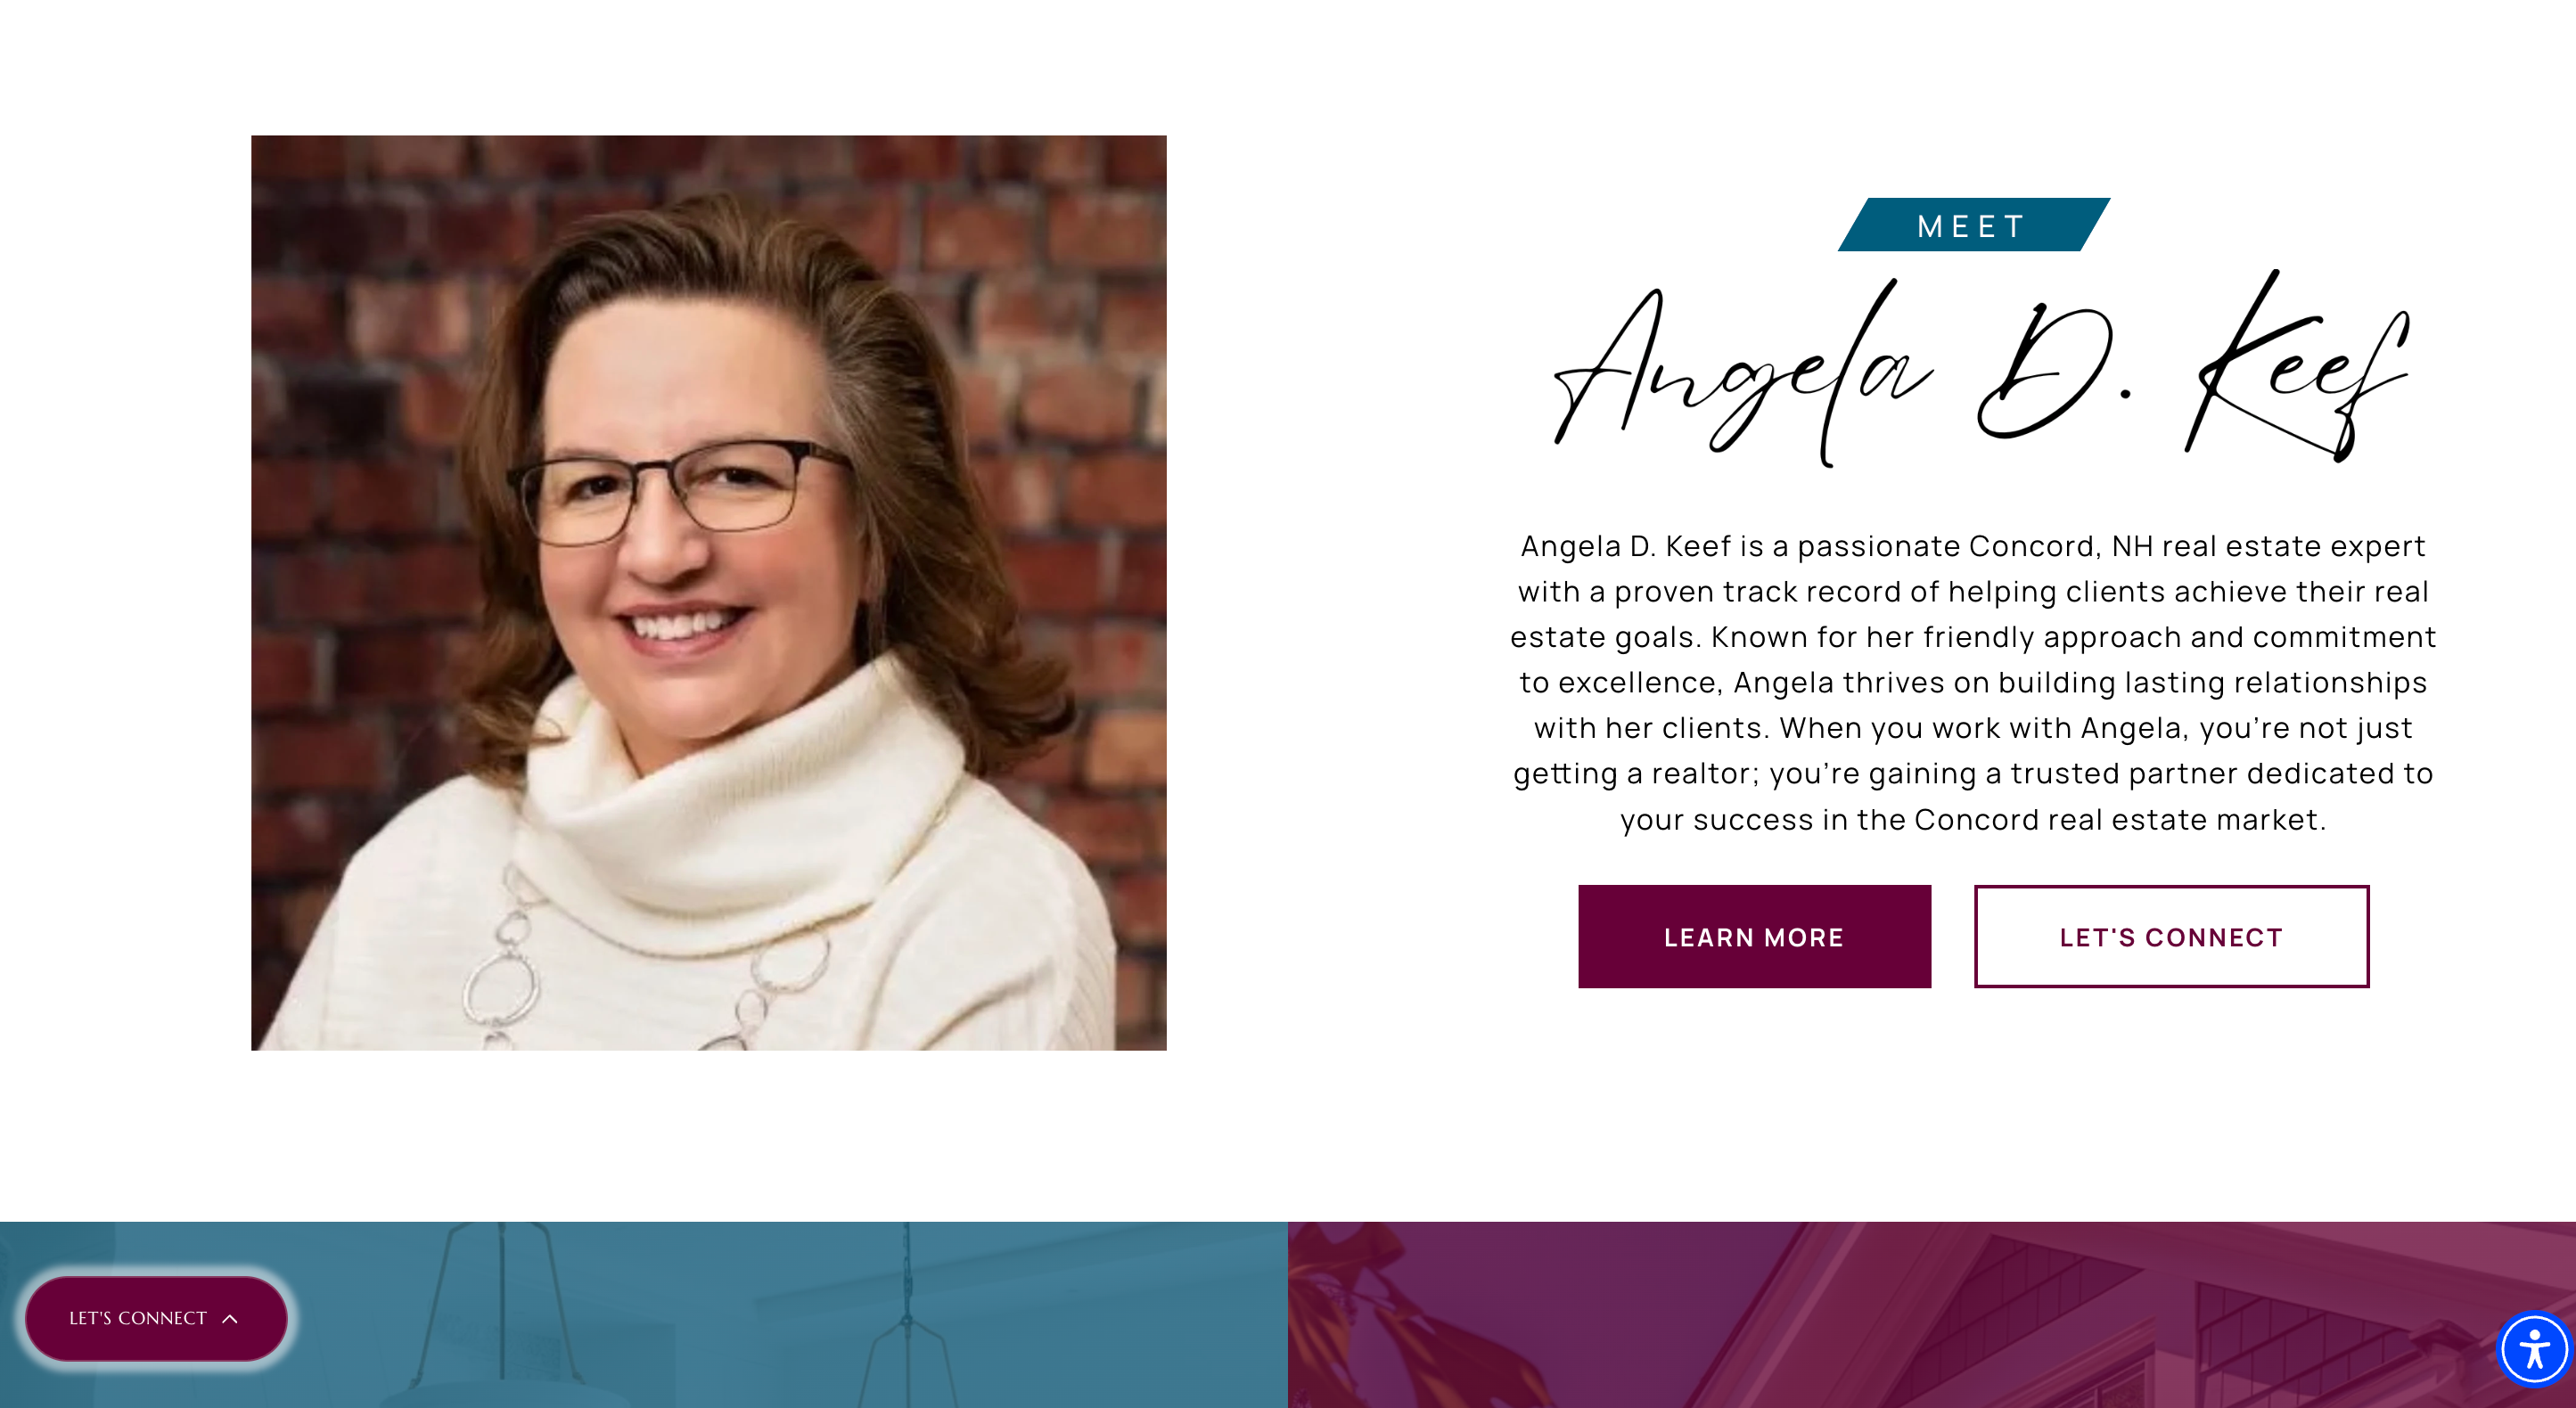 MEET
Angela D. Keef
Angela D. Keef is a passionate Concord, NH real estate expert
with a proven track record of helping clients achieve their real
estate goals. Known for her friendly approach and commitment
to excellence, Angela thrives on building lasting relationships
with her clients. When you work with Angela, you’re not just
getting a realtor; you’re gaining a trusted partner dedicated to
your success in the Concord real estate market.
LEARN MORE
LET'S CONNECT
LET'S CONNECT